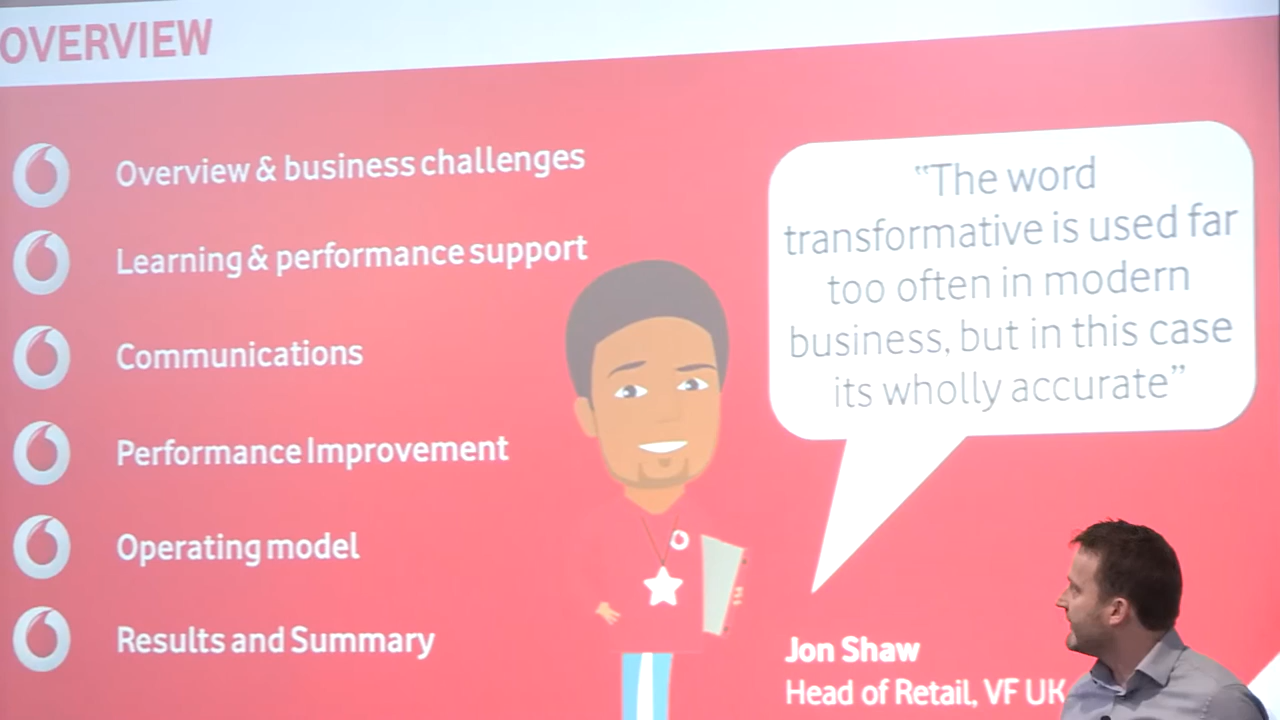 OVERVIEW
Overview & business challenges
Learning & performance support
Communications
Performance Improvement
Operating model
Results and Summary
“The word
transformative is used far
too often in modern
business, but in this case
its wholly accurate”
Jon Shaw
Head of Retail, VF UK